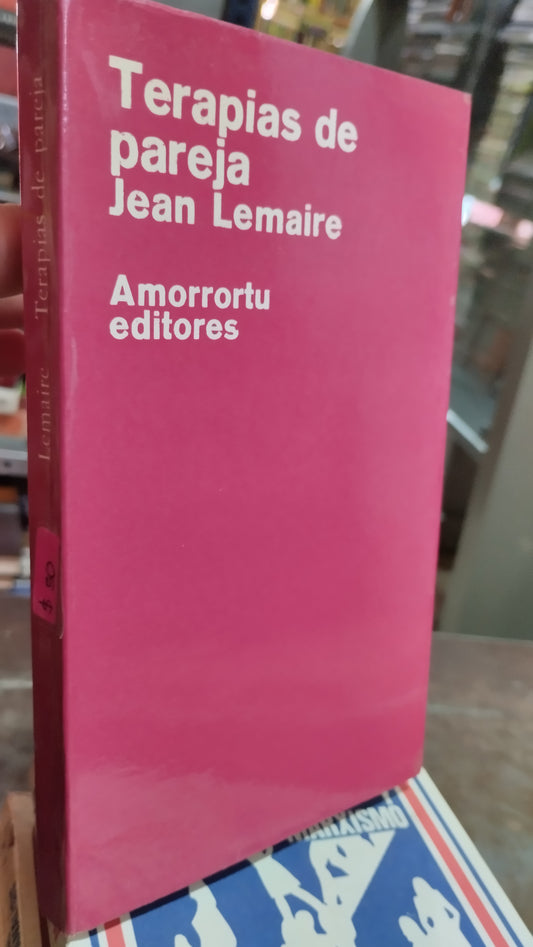 Terapias de
pareja
Jean Lemaire
Amorrortu
editores
Lemaire Terapias de pareja
MARXISMO